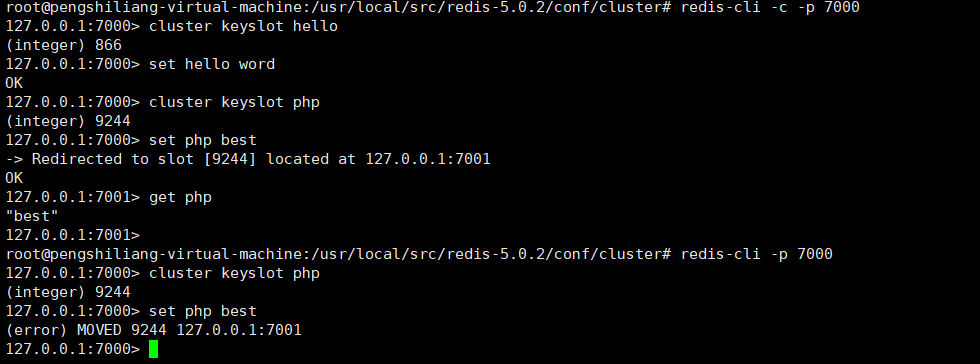 root@pengshiliang-virtual-machine:/usr/local/src/redis-5.0.2/conf/cluster# redis-cli -c -p 7000
127.0.0.1:7000> cluster keyslot hello
(integer) 866
127.0.0.1:7000> set hello word
OK
127.0.0.1:7000> cluster keyslot php
(integer) 9244
127.0.0.1:7000> set php best
-> Redirected to slot [9244] located at 127.0.0.1:7001
OK
127.0.0.1:7001> get php
"best"
127.0.0.1:7001>
root@pengshiliang-virtual-machine:/usr/local/src/redis-5.0.2/conf/cluster# redis-cli -p 7000
127.0.0.1:7000> cluster keyslot php
(integer) 9244
127.0.0.1:7000> set php best
(error) MOVED 9244 127.0.0.1:7001
127.0.0.1:7000>